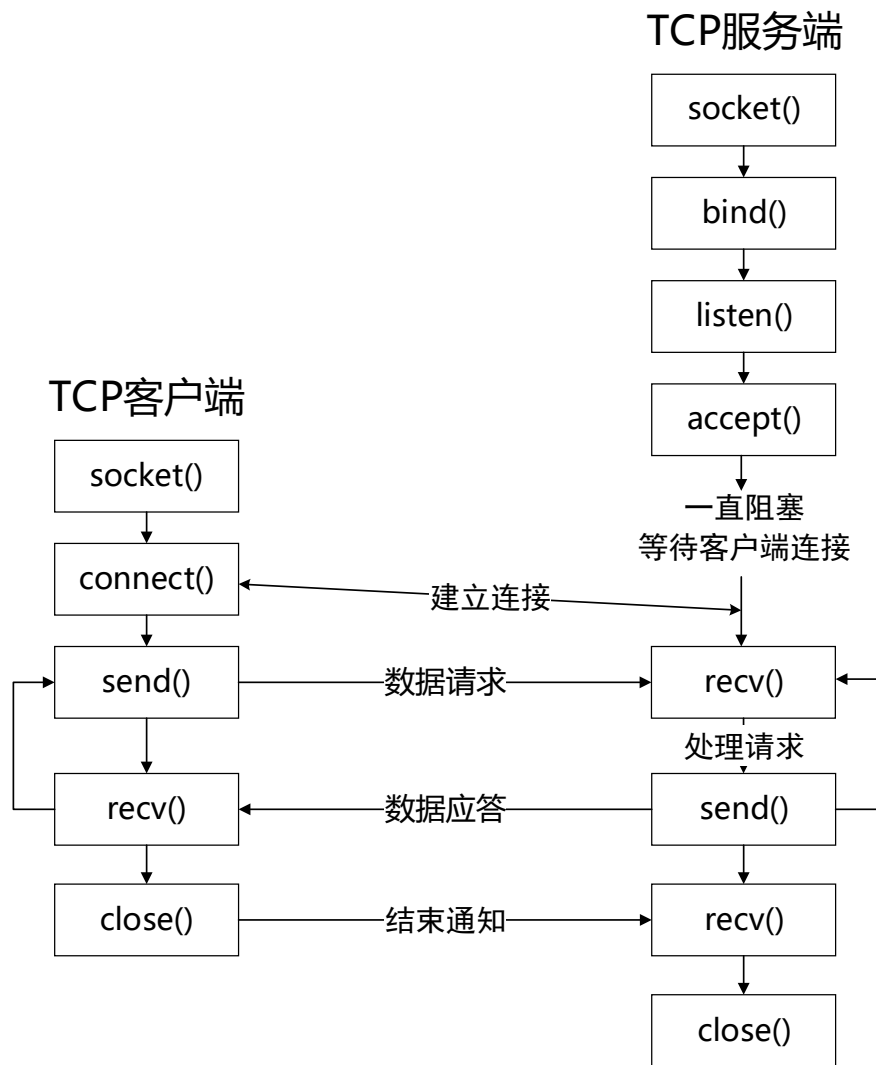 TCP服务端
socket()
bind()
listen()
TCP客户端
accept()
socket()
一直阻塞
等待客户端连接
connect()
建立连接
send()
数据请求
recv()
处理请求
recv()
数据应答
send()
close()
结束通知
recv()
close()